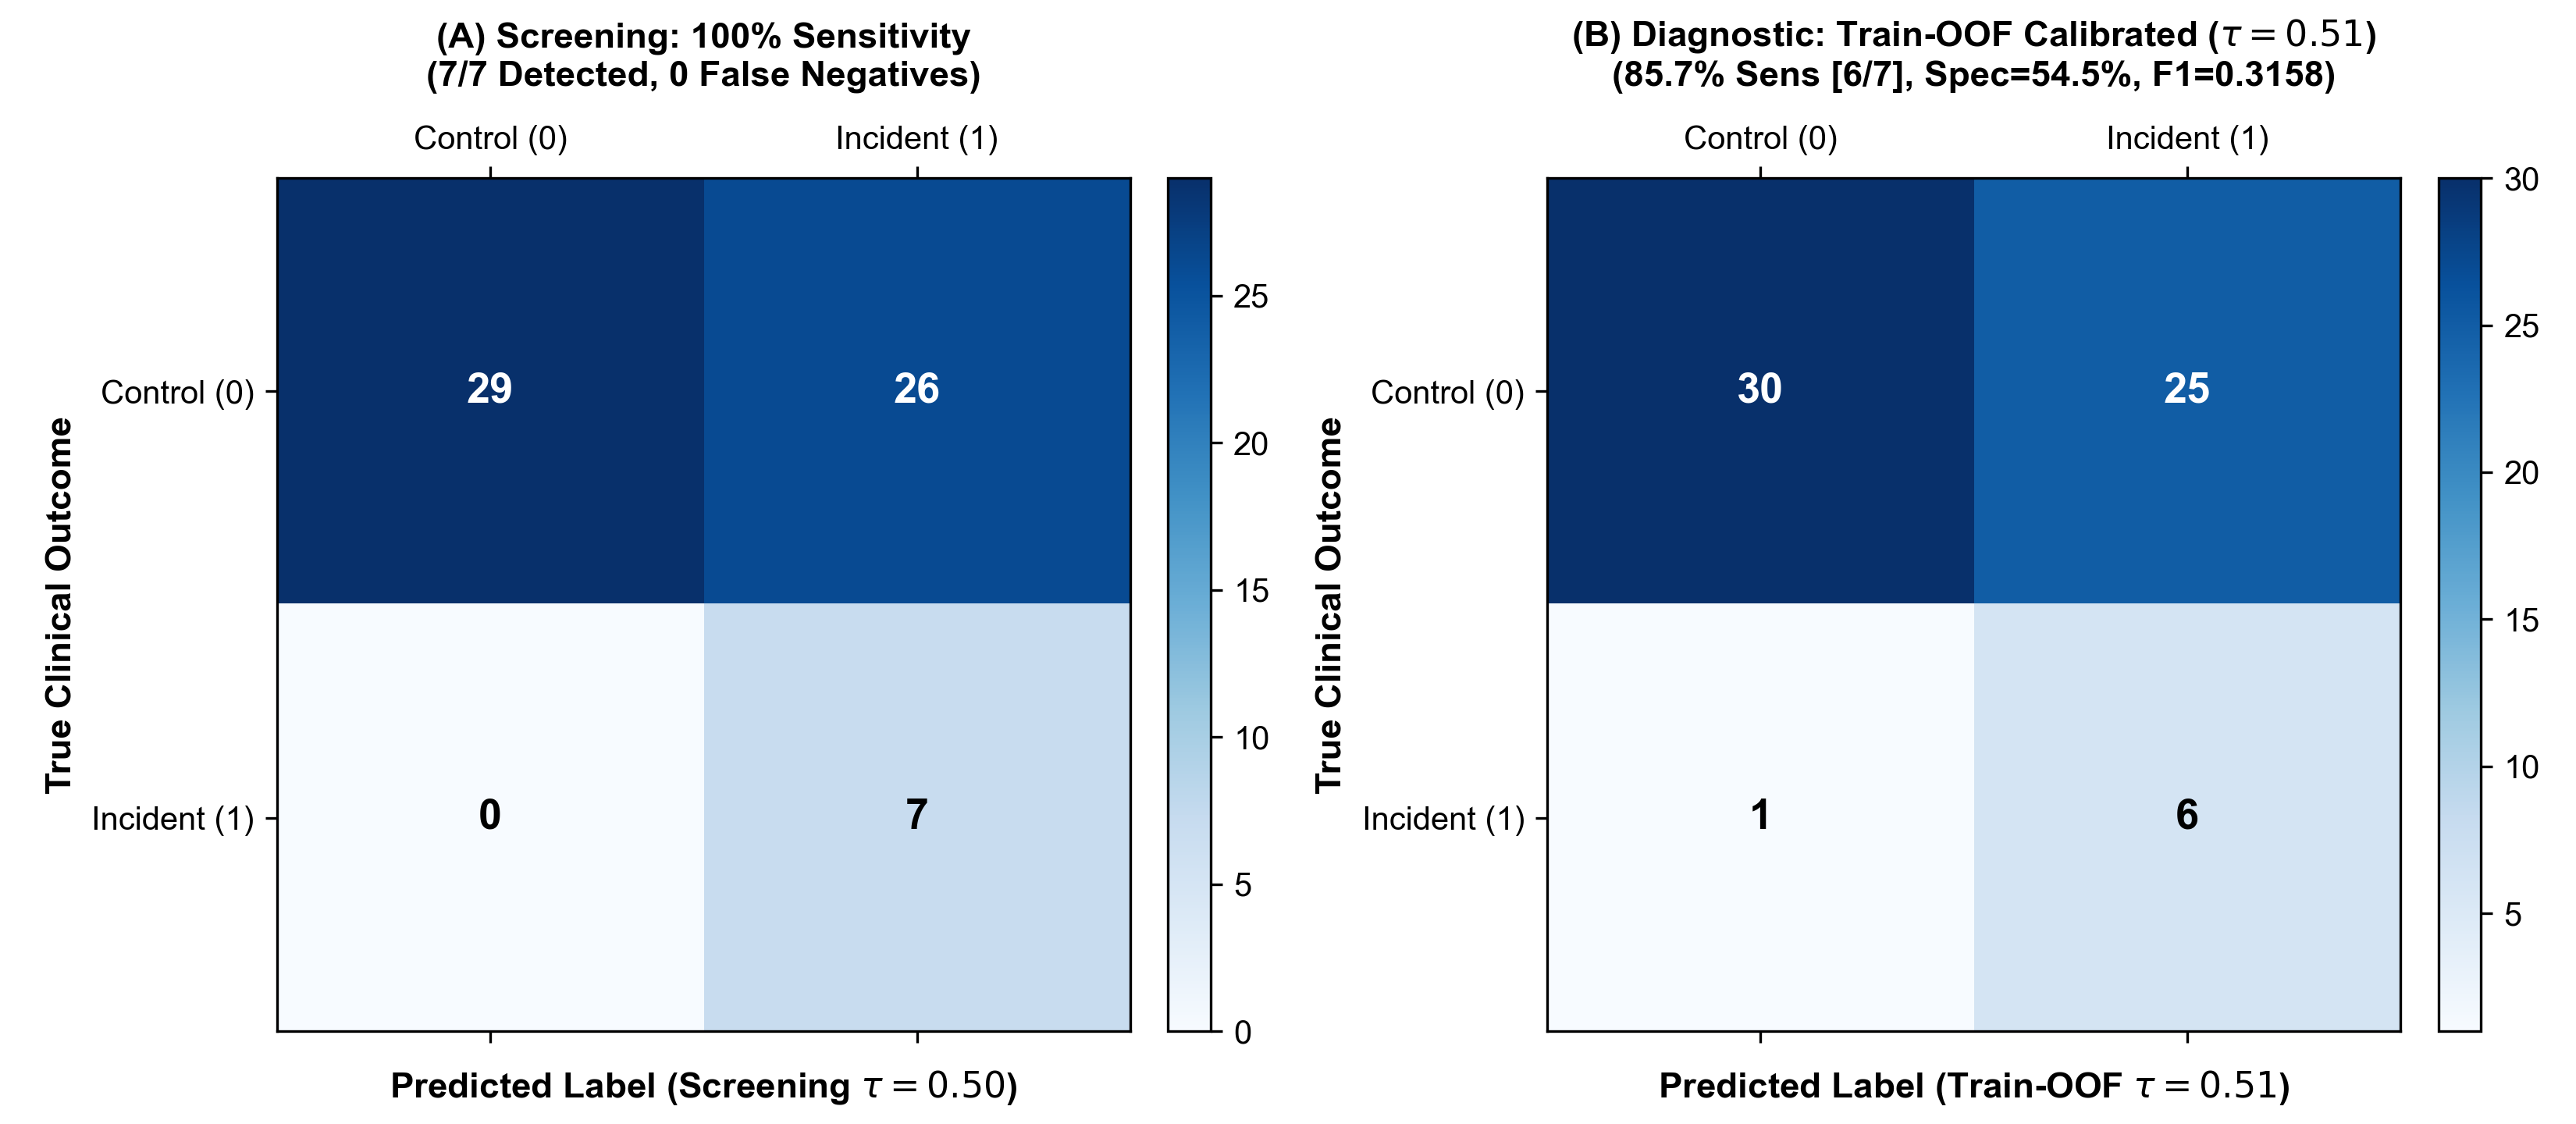 (A) Screening: 100% Sensitivity
(7/7 Detected, 0 False Negatives)
Control (0)
Incident (1)
True Clinical Outcome
Control (0)
29
26
Incident (1)
0
7
25
20
15
10
5
0
Predicted Label (Screening τ = 0.50)
(B) Diagnostic: Train-OOF Calibrated (τ = 0.51)
(85.7% Sens [6/7], Spec=54.5%, F1=0.3158)
Control (0)
Incident (1)
True Clinical Outcome
Control (0)
30
25
Incident (1)
1
6
30
25
20
15
10
5
Predicted Label (Train-OOF τ = 0.51)